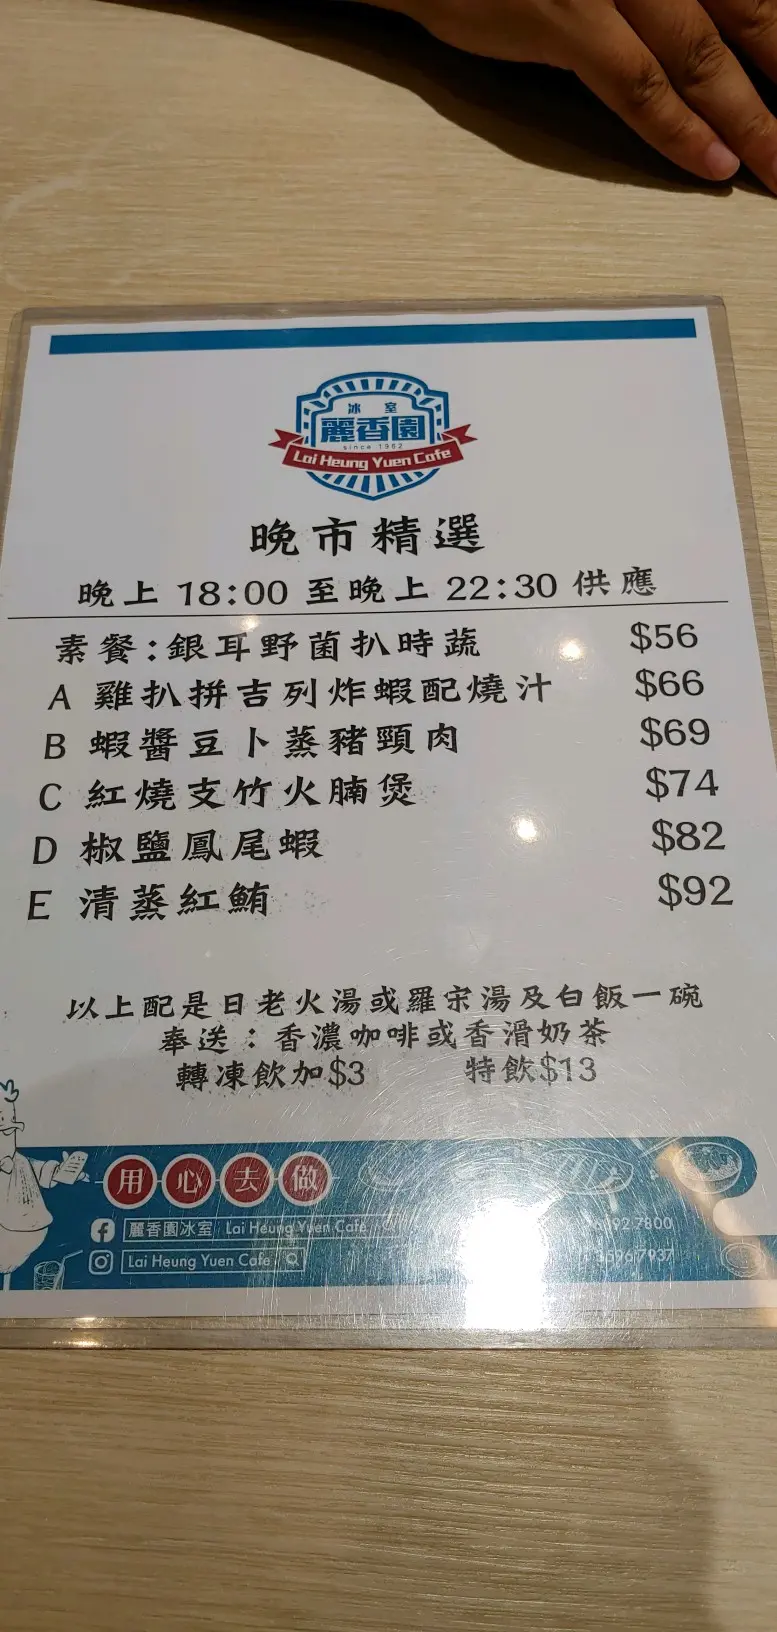 冰室
麗香園
since 1962
Lai Heung Yuen Cafe
晚市精選
晚上 18:00 至晚上 22:30 供應
素餐:銀耳野菌扒時蔬 $56
A 雞扒拼吉列炸蝦配燒汁 $66
B 蝦醬豆卜蒸豬頸肉 $69
C 紅燒支竹火腩煲 $74
D 椒鹽鳳尾蝦 $82
E 清蒸紅鮪 $92
以上配是日老火湯或羅宋湯及白飯一碗
奉送:香濃咖啡或香滑奶茶
轉凍飲加$3 特飲$13
用心去做
麗香園冰室 Lai Heung Yuen Cafe
7800
Lai Heung Yuen Cafe
7937